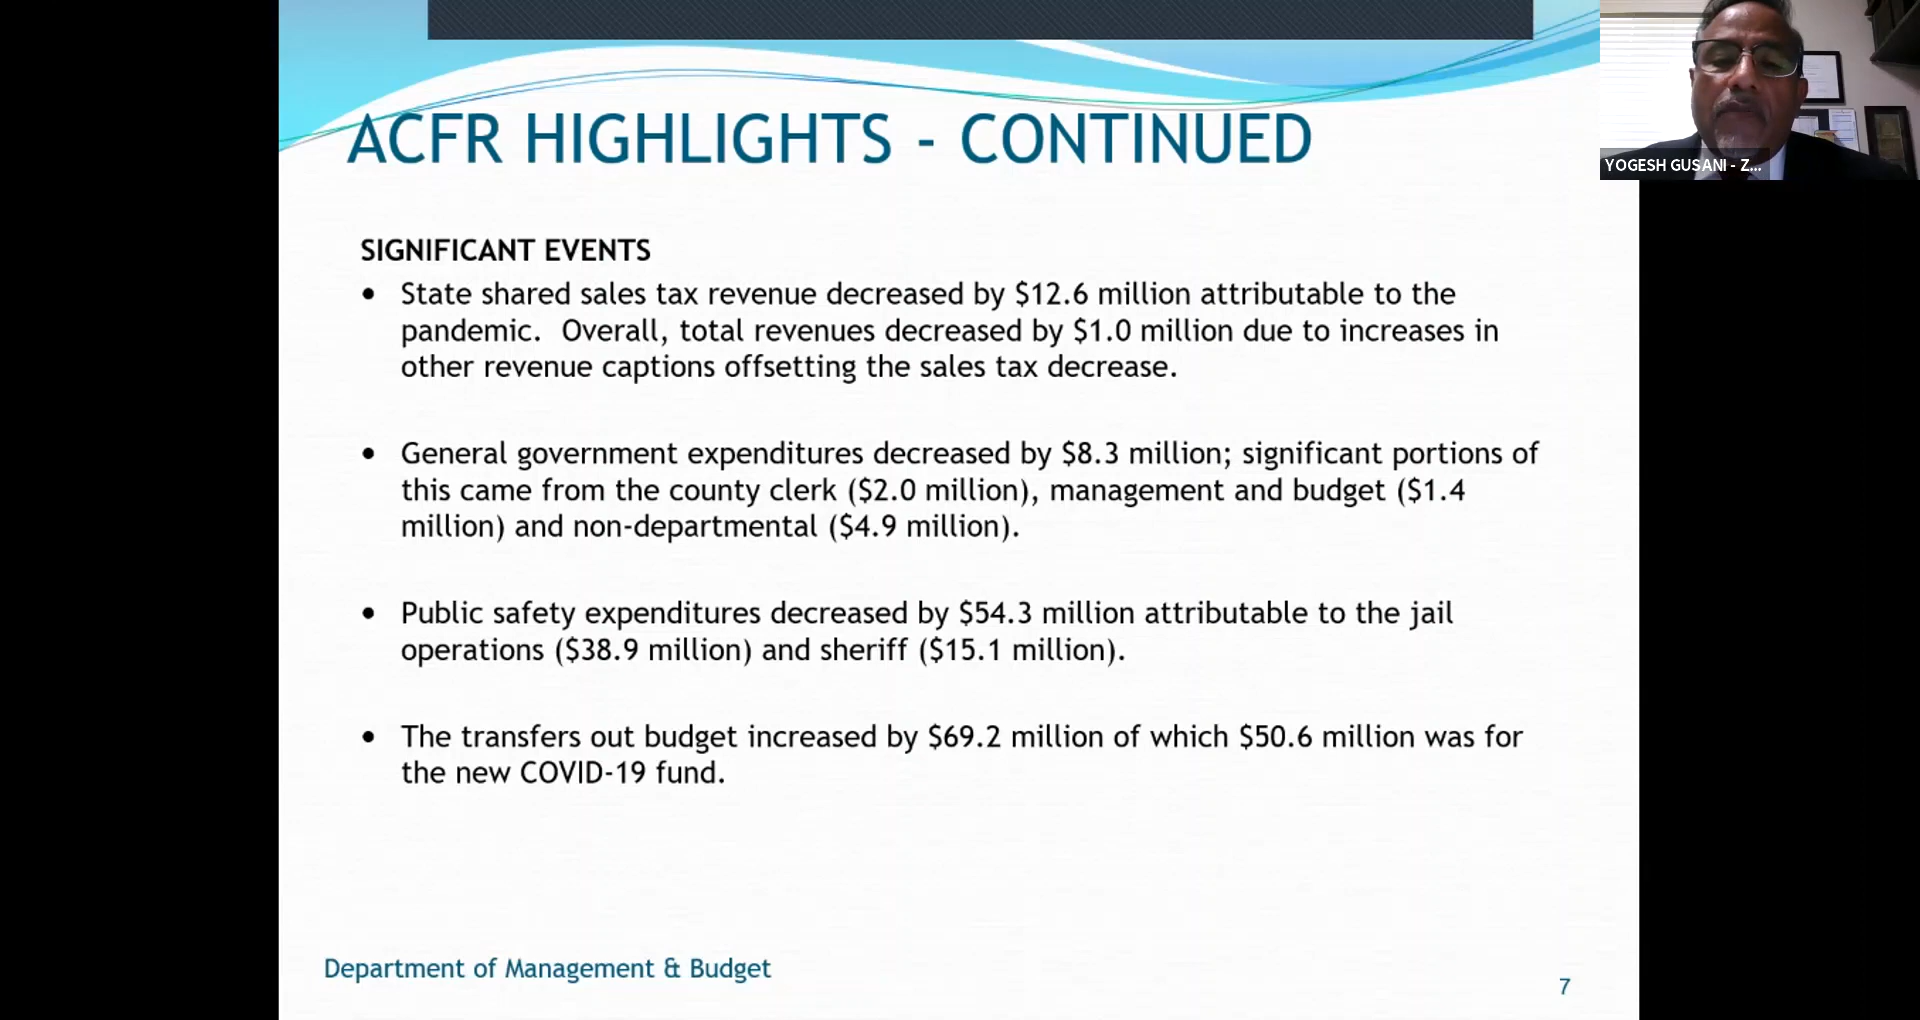 ACFR HIGHLIGHTS - CONTINUED
YOGESH GUSANI - Z...
SIGNIFICANT EVENTS
• State shared sales tax revenue decreased by $12.6 million attributable to the
pandemic.  Overall, total revenues decreased by $1.0 million due to increases in
other revenue captions offsetting the sales tax decrease.
• General government expenditures decreased by $8.3 million; significant portions of
this came from the county clerk ($2.0 million), management and budget ($1.4
million) and non-departmental ($4.9 million).
• Public safety expenditures decreased by $54.3 million attributable to the jail
operations ($38.9 million) and sheriff ($15.1 million).
• The transfers out budget increased by $69.2 million of which $50.6 million was for
the new COVID-19 fund.
Department of Management & Budget
7